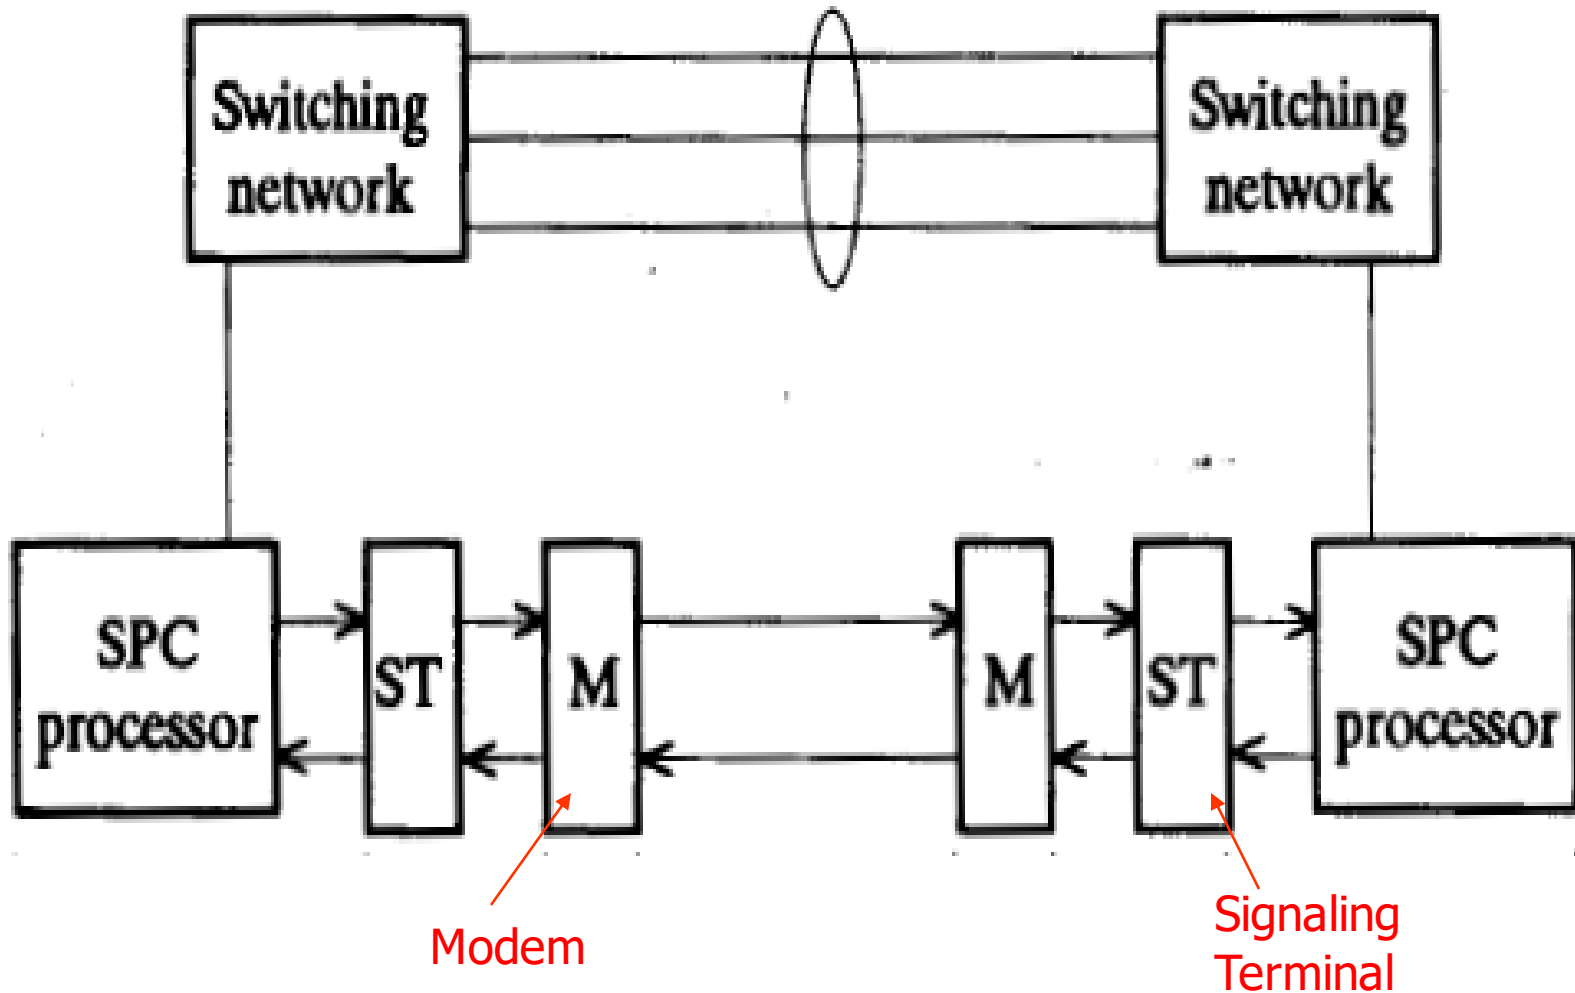 Switching
network
Switching
network
SPC
processor
ST
M
M
ST
SPC
processor
Modem
Signaling
Terminal